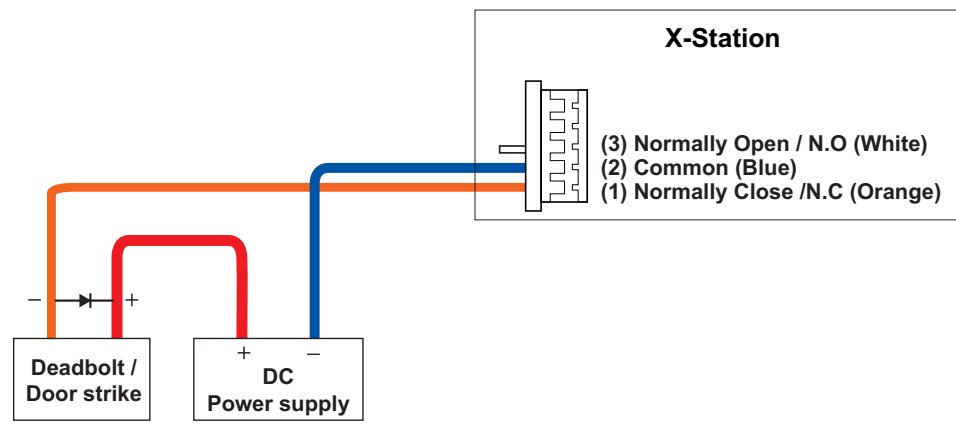 X-Station
(3) Normally Open / N.O (White)
(2) Common (Blue)
(1) Normally Close /N.C (Orange)
− +
+ −
Deadbolt /
Door strike
DC
Power supply